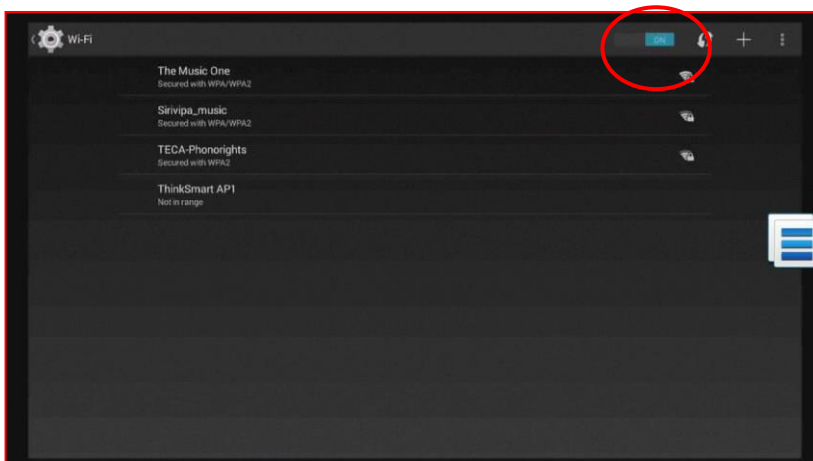 Wi-Fi
ON
The Music One
Secured with WPA/WPA2
Sirivipa_music
Secured with WPA/WPA2
TECA-Phonorights
Secured with WPA2
ThinkSmart AP1
Not in range